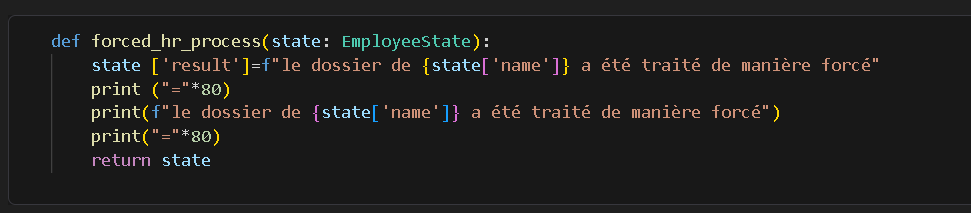 def forced_hr_process(state: EmployeeState):
    state ['result']=f"le dossier de {state['name']} a été traité de manière forcé"
    print ("="*80)
    print(f"le dossier de {state['name']} a été traité de manière forcé")
    print("="*80)
    return state